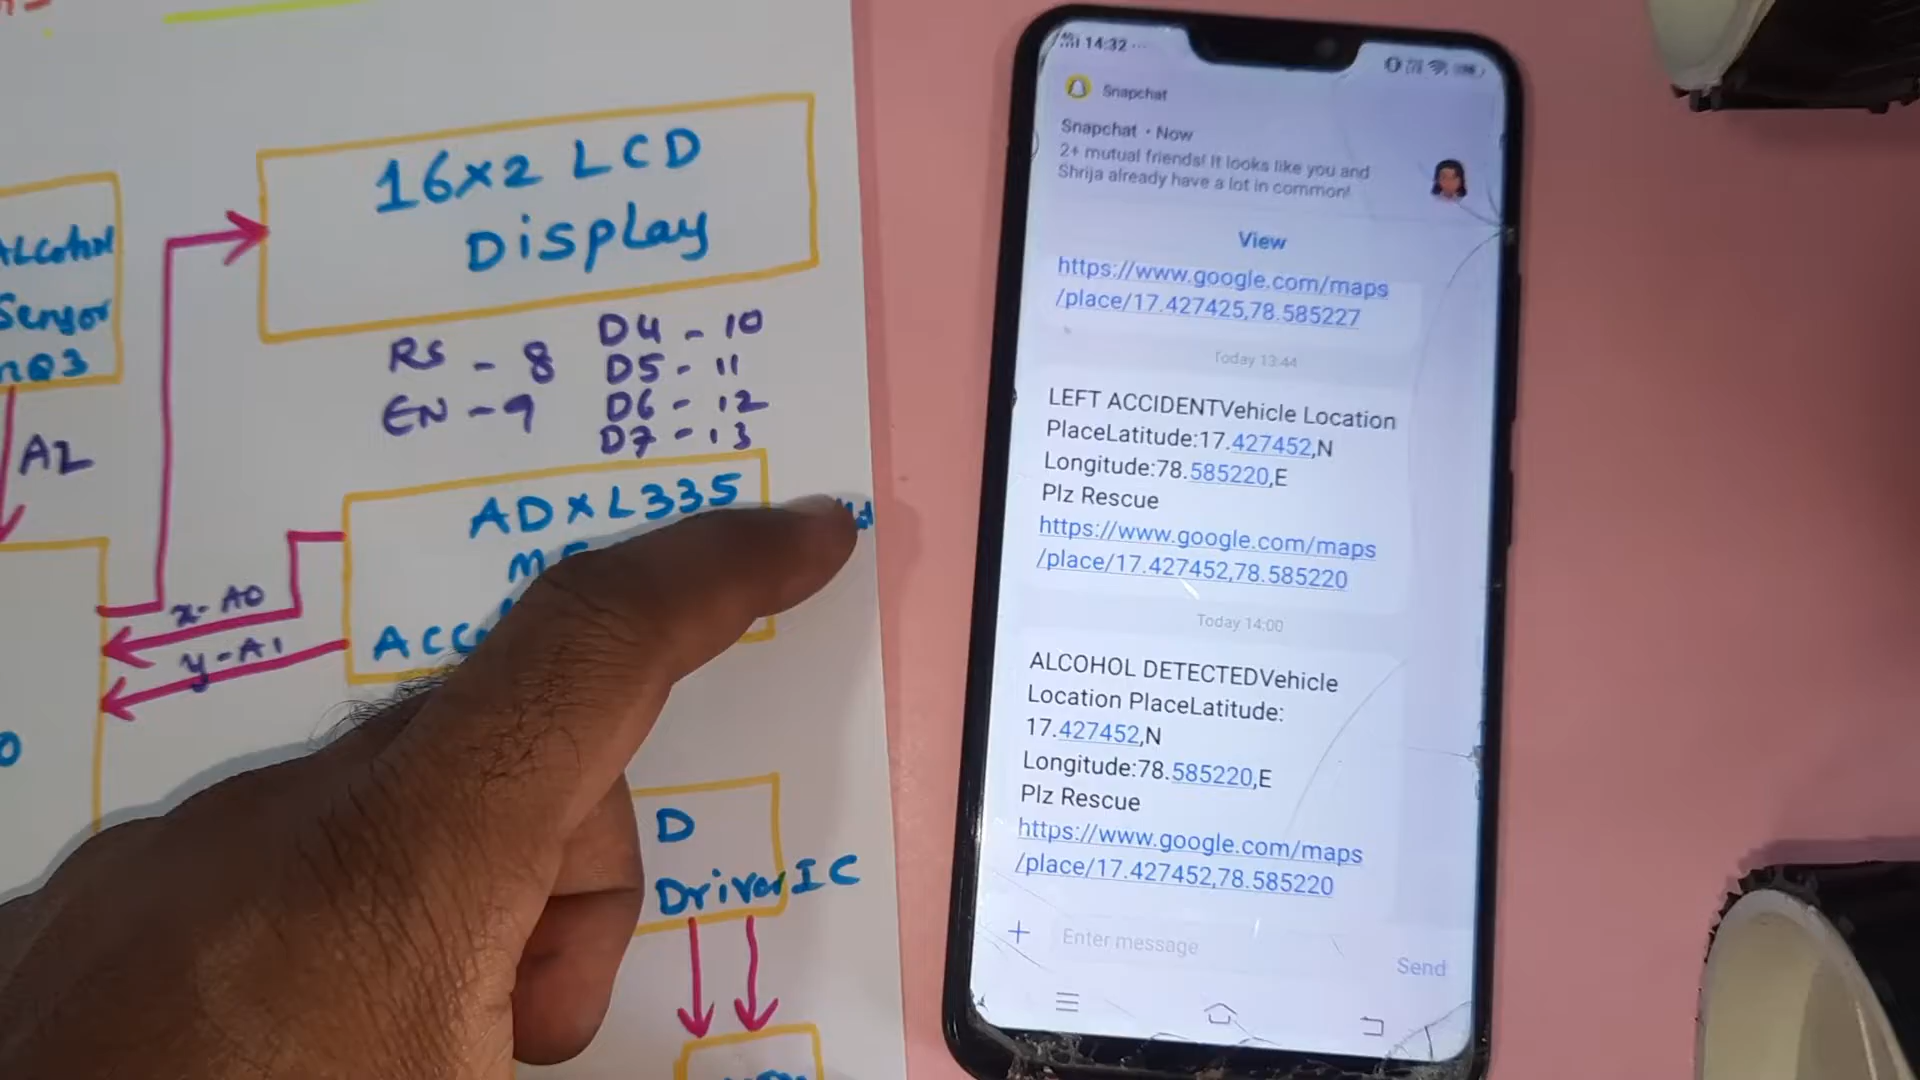 16x2 LCD
Display
ALcohol
Sensor
MQ3
RS - 8
EN - 9
D4 - 10
D5 - 11
D6 - 12
D7 - 13
A2
ADXL335
x-A0
y-A1
D
DriverIC
14:32
Snapchat
Snapchat • Now
2+ mutual friends! It looks like you and
Shrija already have a lot in common!
View
https://www.google.com/maps
/place/17.427425,78.585227
Today 13:44
LEFT ACCIDENTVehicle Location
PlaceLatitude:17.427452,N
Longitude:78.585220,E
Plz Rescue
https://www.google.com/maps
/place/17.427452,78.585220
Today 14:00
ALCOHOL DETECTEDVehicle
Location PlaceLatitude:
17.427452,N
Longitude:78.585220,E
Plz Rescue
https://www.google.com/maps
/place/17.427452,78.585220
Enter message
Send